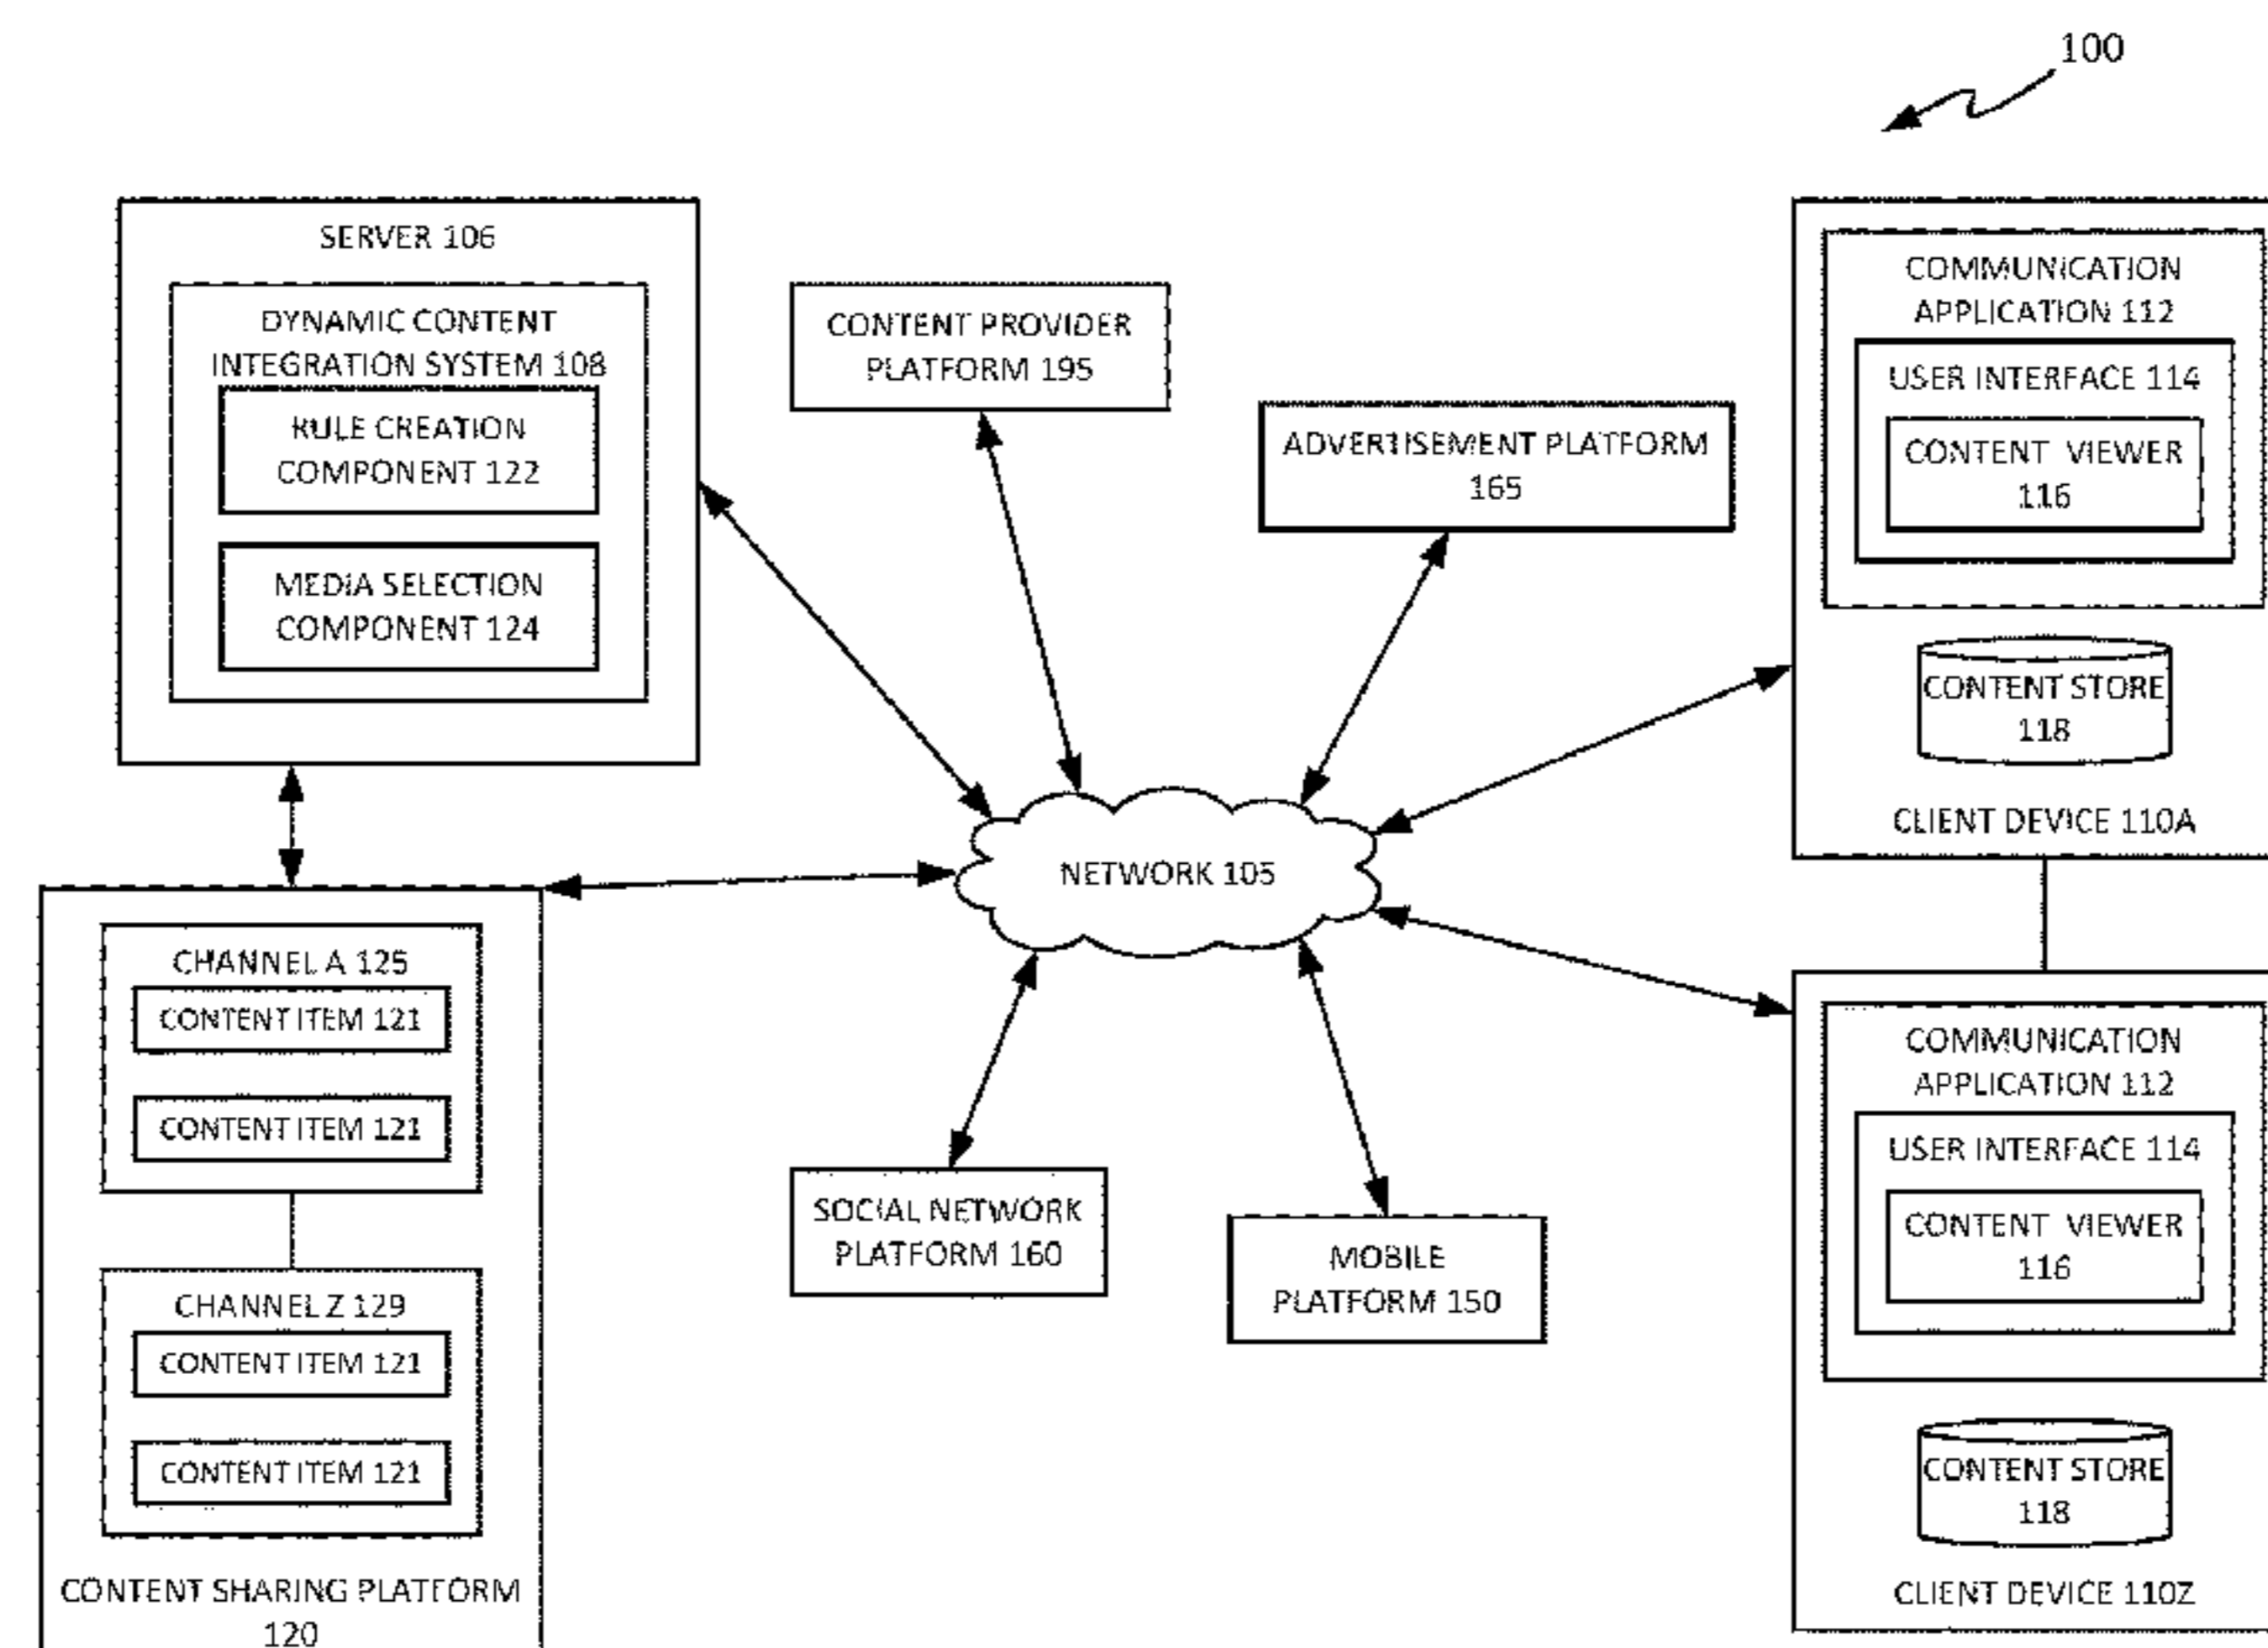 100
SERVER 106
DYNAMIC CONTENT
INTEGRATION SYSTEM 108
RULE CREATION
COMPONENT 122
MEDIA SELECTION
COMPONENT 124
CONTENT PROVIDER
PLATFORM 195
ADVERTISEMENT PLATFORM
165
COMMUNICATION
APPLICATION 112
USER INTERFACE 114
CONTENT VIEWER
116
CONTENT STORE
118
CLIENT DEVICE 110A
NETWORK 105
CHANNEL A 125
CONTENT ITEM 121
CONTENT ITEM 121
CHANNEL Z 129
CONTENT ITEM 121
CONTENT ITEM 121
CONTENT SHARING PLATFORM
120
SOCIAL NETWORK
PLATFORM 160
MOBILE
PLATFORM 150
COMMUNICATION
APPLICATION 112
USER INTERFACE 114
CONTENT VIEWER
116
CONTENT STORE
118
CLIENT DEVICE 110Z